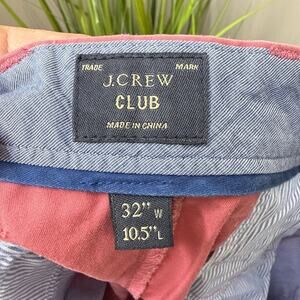 TRADE MARK
J.CREW
CLUB
MADE IN CHINA
32" W
10.5" L